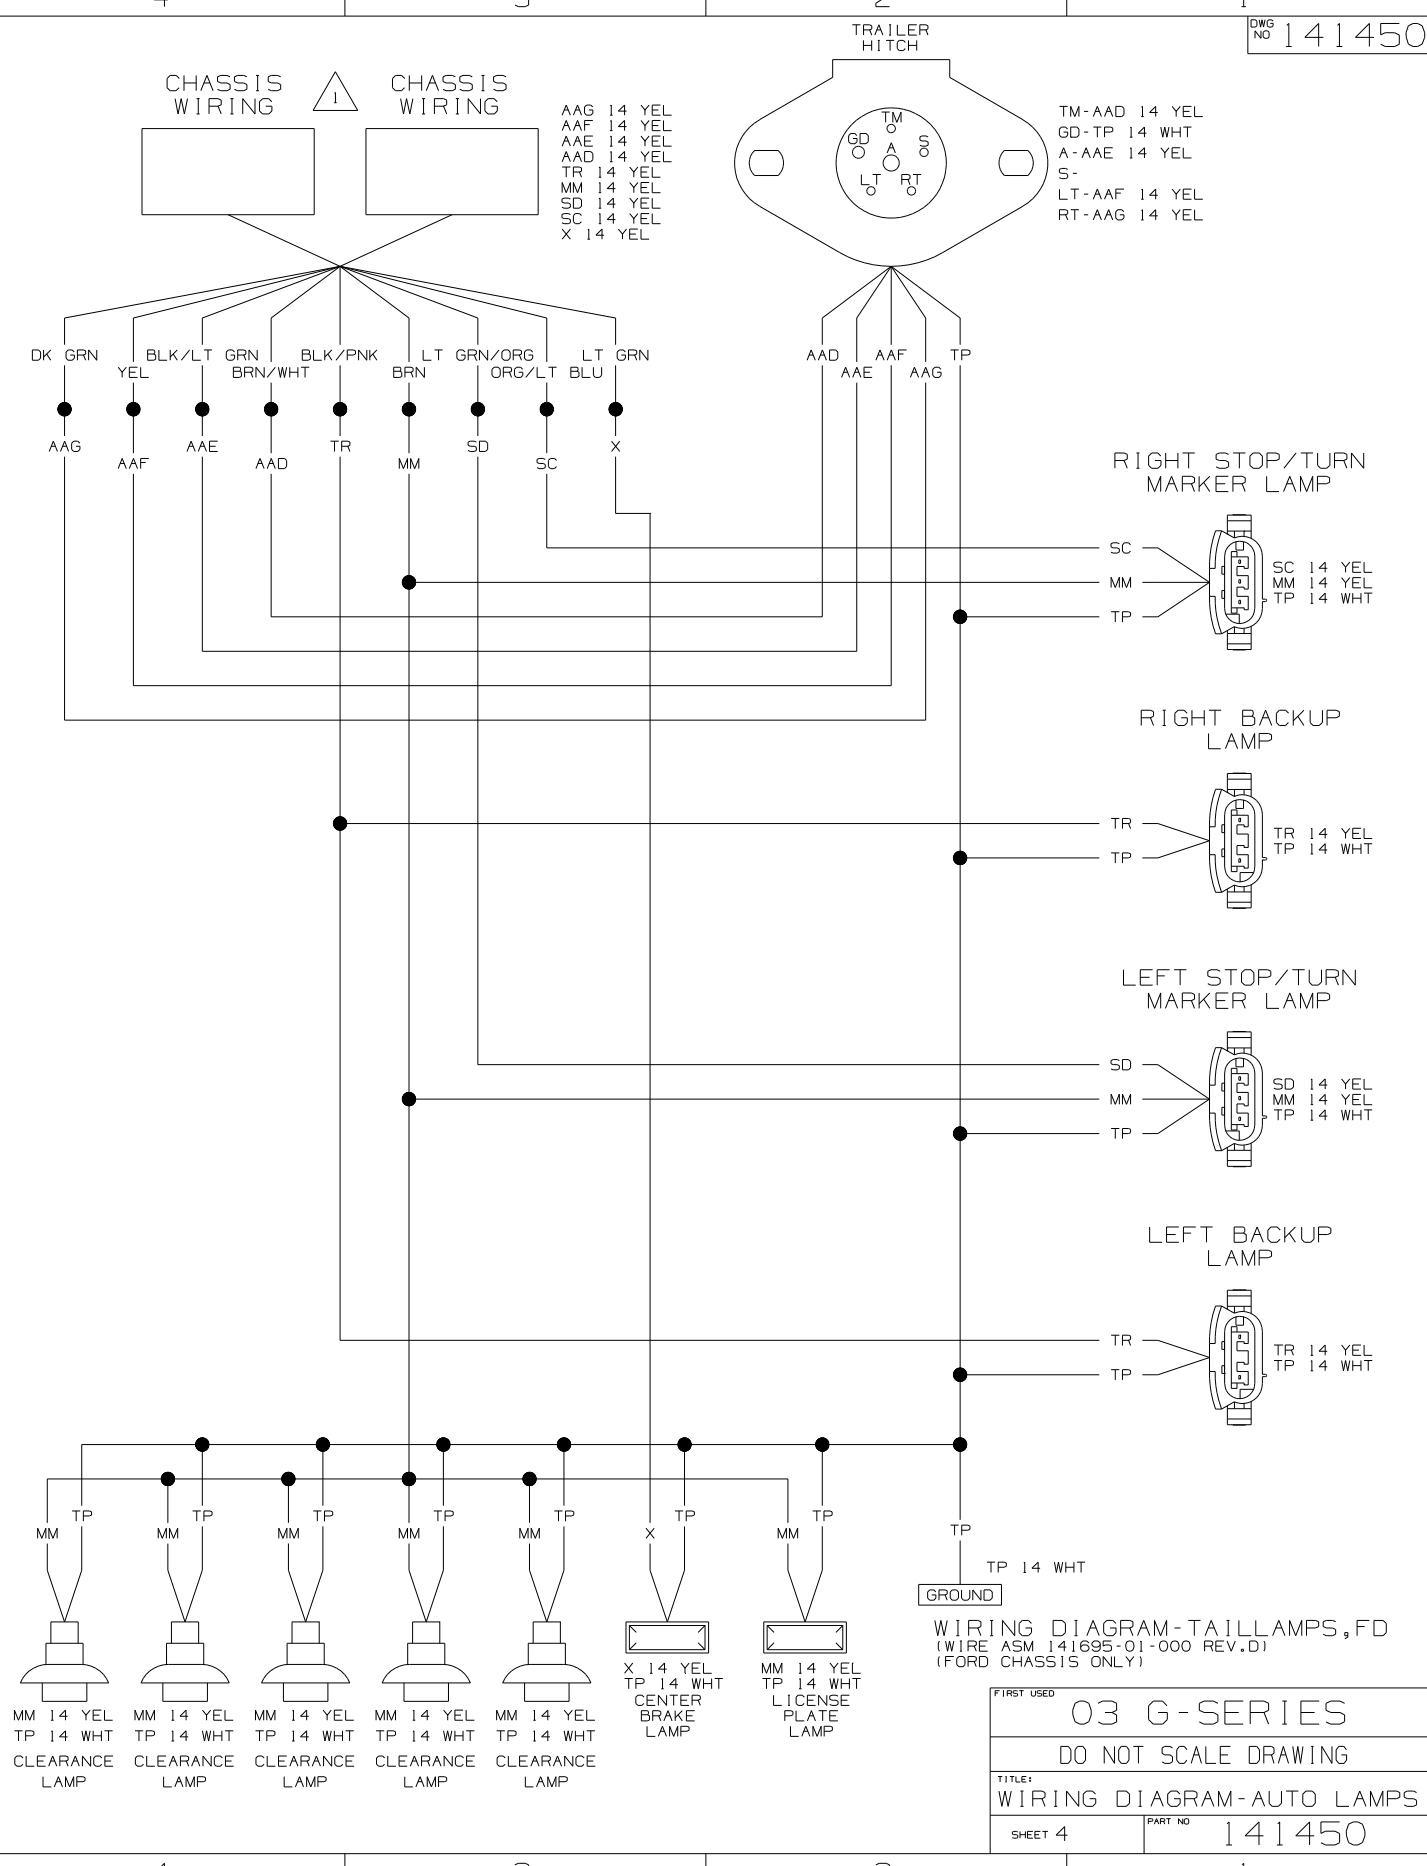 DWG NO 141450
TRAILER
HITCH
CHASSIS
WIRING
1
CHASSIS
WIRING
AAG 14 YEL
AAF 14 YEL
AAE 14 YEL
AAD 14 YEL
TR 14 YEL
MM 14 YEL
SD 14 YEL
SC 14 YEL
X 14 YEL
TM
GD
A
S
LT
RT
TM-AAD 14 YEL
GD-TP 14 WHT
A-AAE 14 YEL
S-
LT-AAF 14 YEL
RT-AAG 14 YEL
DK GRN
YEL
BLK/LT GRN
BRN/WHT
BLK/PNK
BRN
LT GRN/ORG
ORG/LT BLU
LT GRN
AAD
AAE
AAF
AAG
TP
AAG
AAF
AAE
AAD
TR
MM
SD
SC
X
RIGHT STOP/TURN
MARKER LAMP
SC
MM
TP
SC 14 YEL
MM 14 YEL
TP 14 WHT
RIGHT BACKUP
LAMP
TR
TP
TR 14 YEL
TP 14 WHT
LEFT STOP/TURN
MARKER LAMP
SD
MM
TP
SD 14 YEL
MM 14 YEL
TP 14 WHT
LEFT BACKUP
LAMP
TR
TP
TR 14 YEL
TP 14 WHT
MM
TP
MM
TP
MM
TP
MM
TP
MM
TP
X
TP
MM
TP
TP
TP 14 WHT
GROUND
MM 14 YEL
TP 14 WHT
CLEARANCE
LAMP
MM 14 YEL
TP 14 WHT
CLEARANCE
LAMP
MM 14 YEL
TP 14 WHT
CLEARANCE
LAMP
MM 14 YEL
TP 14 WHT
CLEARANCE
LAMP
MM 14 YEL
TP 14 WHT
CLEARANCE
LAMP
X 14 YEL
TP 14 WHT
CENTER
BRAKE
LAMP
MM 14 YEL
TP 14 WHT
LICENSE
PLATE
LAMP
WIRING DIAGRAM-TAILLAMPS,FD
(WIRE ASM 141695-01-000 REV.D)
(FORD CHASSIS ONLY)
FIRST USED
03 G-SERIES
DO NOT SCALE DRAWING
TITLE:
WIRING DIAGRAM-AUTO LAMPS
SHEET 4
PART NO 141450